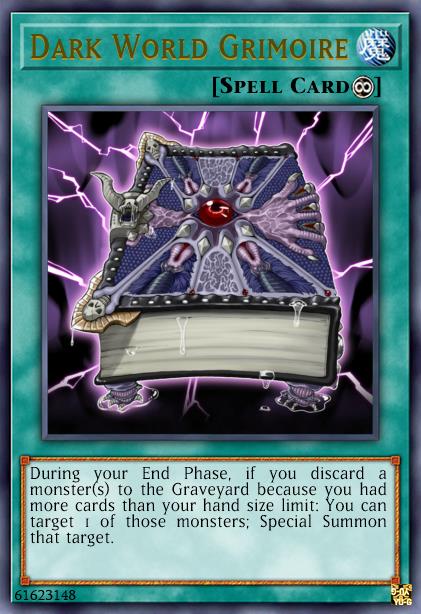 DARK WORLD GRIMOIRE 魔
[SPELL CARD]
During your End Phase, if you discard a
monster(s) to the Graveyard because you had
more cards than your hand size limit: You can
target 1 of those monsters; Special Summon
that target.
61623148